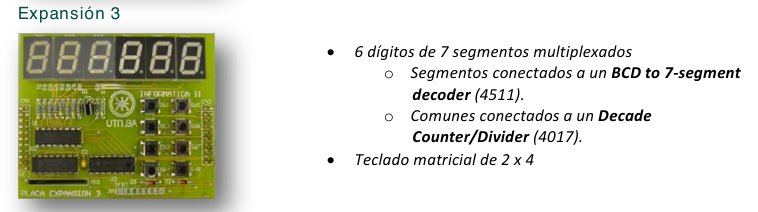 Expansión 3
INFORMATICA II
UTN.BA
PLACA EXPANSIÓN 3
• 6 dígitos de 7 segmentos multiplexados
o Segmentos conectados a un BCD to 7-segment
decoder (4511).
o Comunes conectados a un Decade
Counter/Divider (4017).
• Teclado matricial de 2 x 4